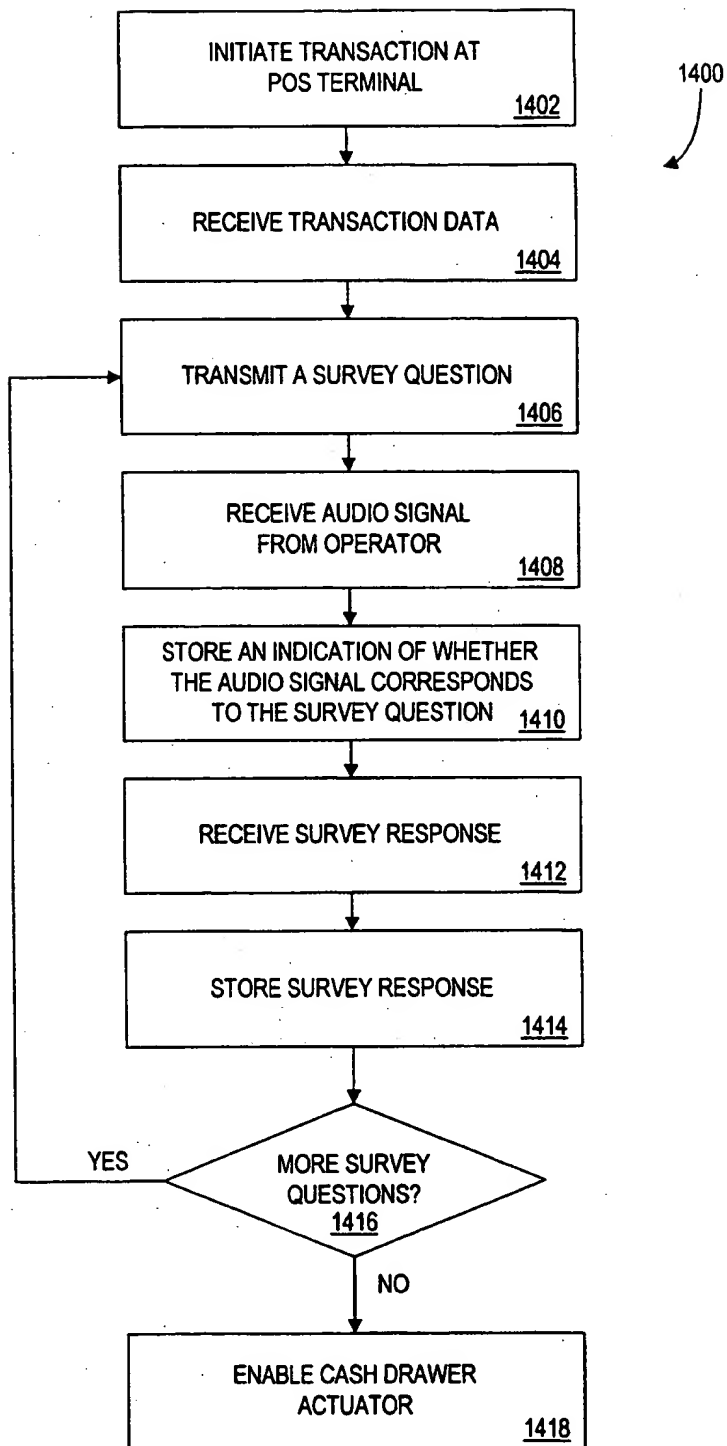 INITIATE TRANSACTION AT
POS TERMINAL
1402
1400
RECEIVE TRANSACTION DATA
1404
TRANSMIT A SURVEY QUESTION
1406
RECEIVE AUDIO SIGNAL
FROM OPERATOR
1408
STORE AN INDICATION OF WHETHER
THE AUDIO SIGNAL CORRESPONDS
TO THE SURVEY QUESTION
1410
RECEIVE SURVEY RESPONSE
1412
STORE SURVEY RESPONSE
1414
YES
MORE SURVEY
QUESTIONS?
1416
NO
ENABLE CASH DRAWER
ACTUATOR
1418